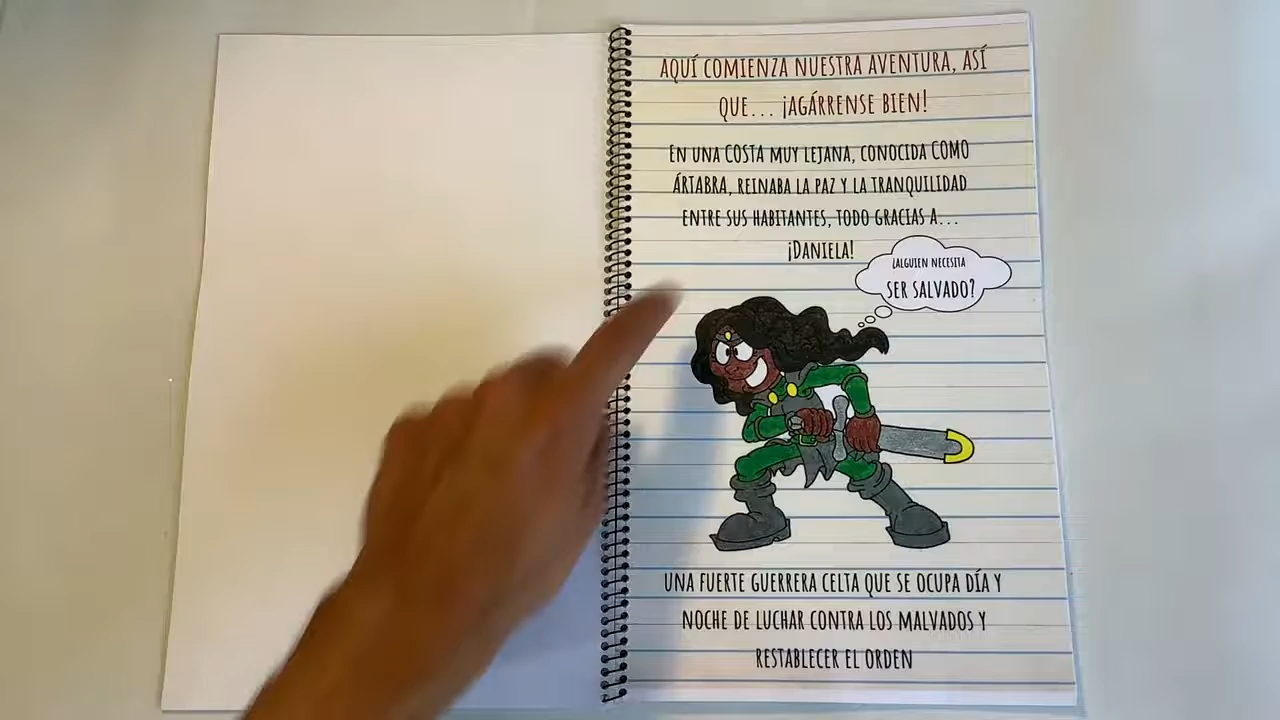 AQUÍ COMIENZA NUESTRA AVENTURA, ASÍ
QUE... ¡AGÁRRENSE BIEN!
EN UNA COSTA MUY LEJANA, CONOCIDA COMO
ÁRTABRA, REINABA LA PAZ Y LA TRANQUILIDAD
ENTRE SUS HABITANTES, TODO GRACIAS A...
¡DANIELA!
¿ALGUIEN NECESITA
SER SALVADO?
UNA FUERTE GUERRERA CELTA QUE SE OCUPA DÍA Y
NOCHE DE LUCHAR CONTRA LOS MALVADOS Y
RESTABLECER EL ORDEN